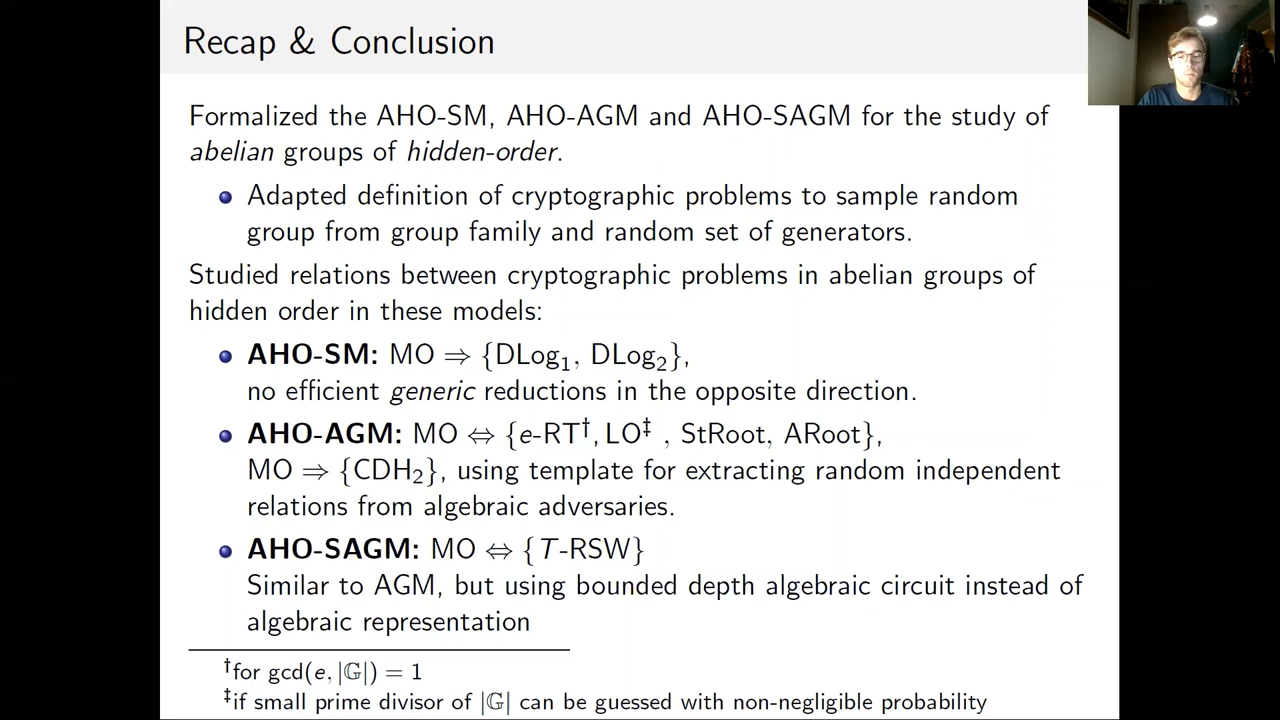 Recap & Conclusion
Formalized the AHO-SM, AHO-AGM and AHO-SAGM for the study of
abelian groups of hidden-order.
Adapted definition of cryptographic problems to sample random
group from group family and random set of generators.
Studied relations between cryptographic problems in abelian groups of
hidden order in these models:
AHO-SM: MO ⇒ {DLog₁, DLog₂},
no efficient generic reductions in the opposite direction.
AHO-AGM: MO ⇔ {e-RT†, LO‡ , StRoot, ARoot},
MO ⇒ {CDH₂}, using template for extracting random independent
relations from algebraic adversaries.
AHO-SAGM: MO ⇔ {T-RSW}
Similar to AGM, but using bounded depth algebraic circuit instead of
algebraic representation
†for gcd(e, |𝔾|) = 1
‡if small prime divisor of |𝔾| can be guessed with non-negligible probability